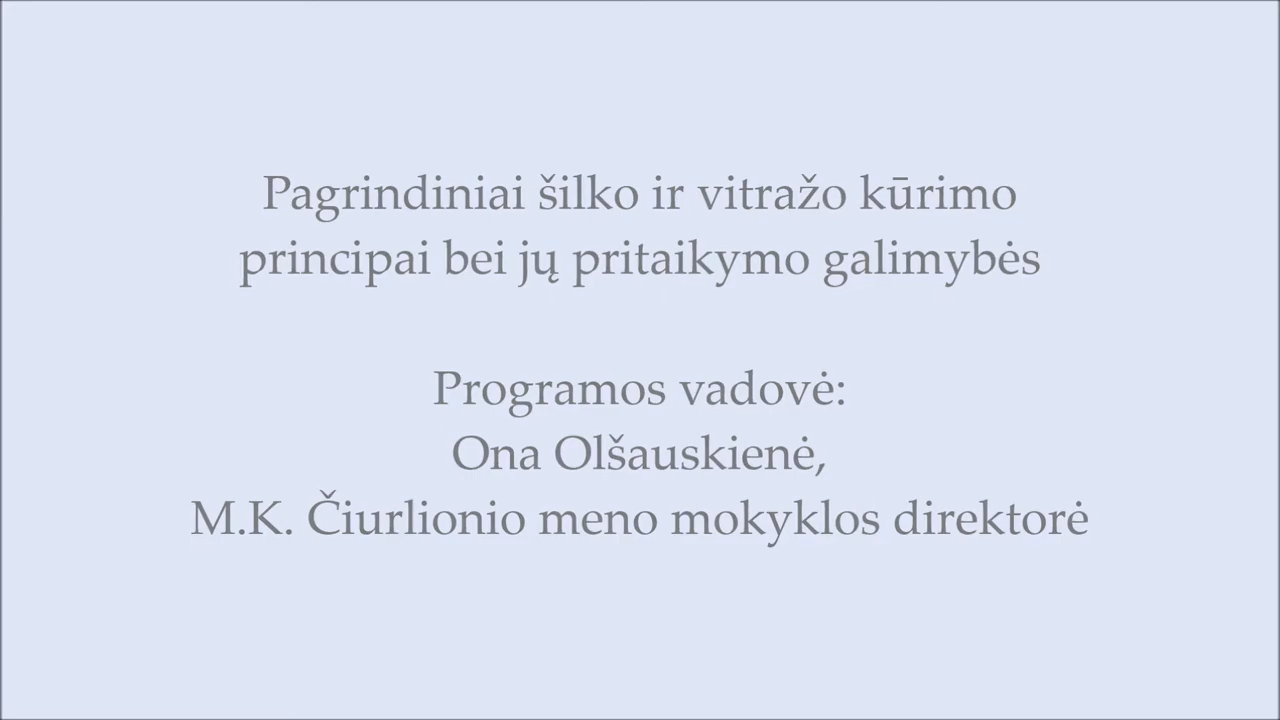 Pagrindiniai šilko ir vitražo kūrimo
principai bei jų pritaikymo galimybės
Programos vadovė:
Ona Olšauskienė,
M.K. Čiurlionio meno mokyklos direktorė